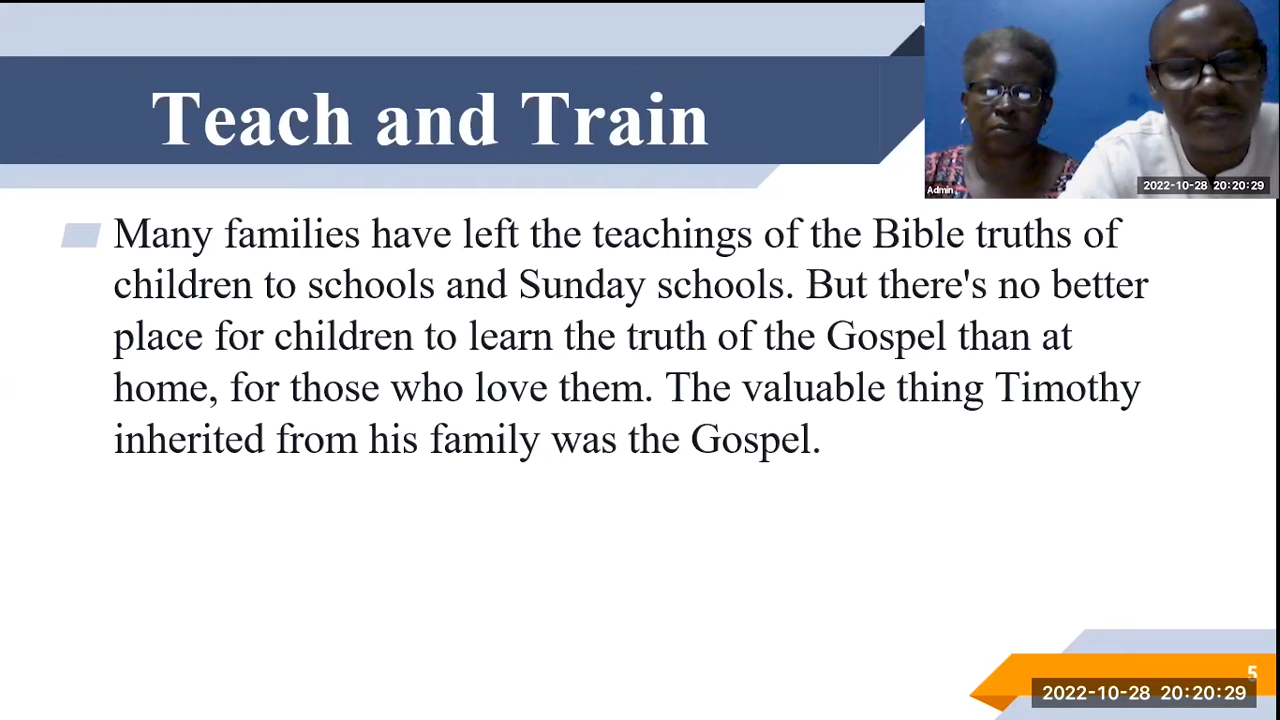 Teach and Train
Admin
2022-10-28 20:20:29
Many families have left the teachings of the Bible truths of
children to schools and Sunday schools. But there's no better
place for children to learn the truth of the Gospel than at
home, for those who love them. The valuable thing Timothy
inherited from his family was the Gospel.
5
2022-10-28 20:20:29